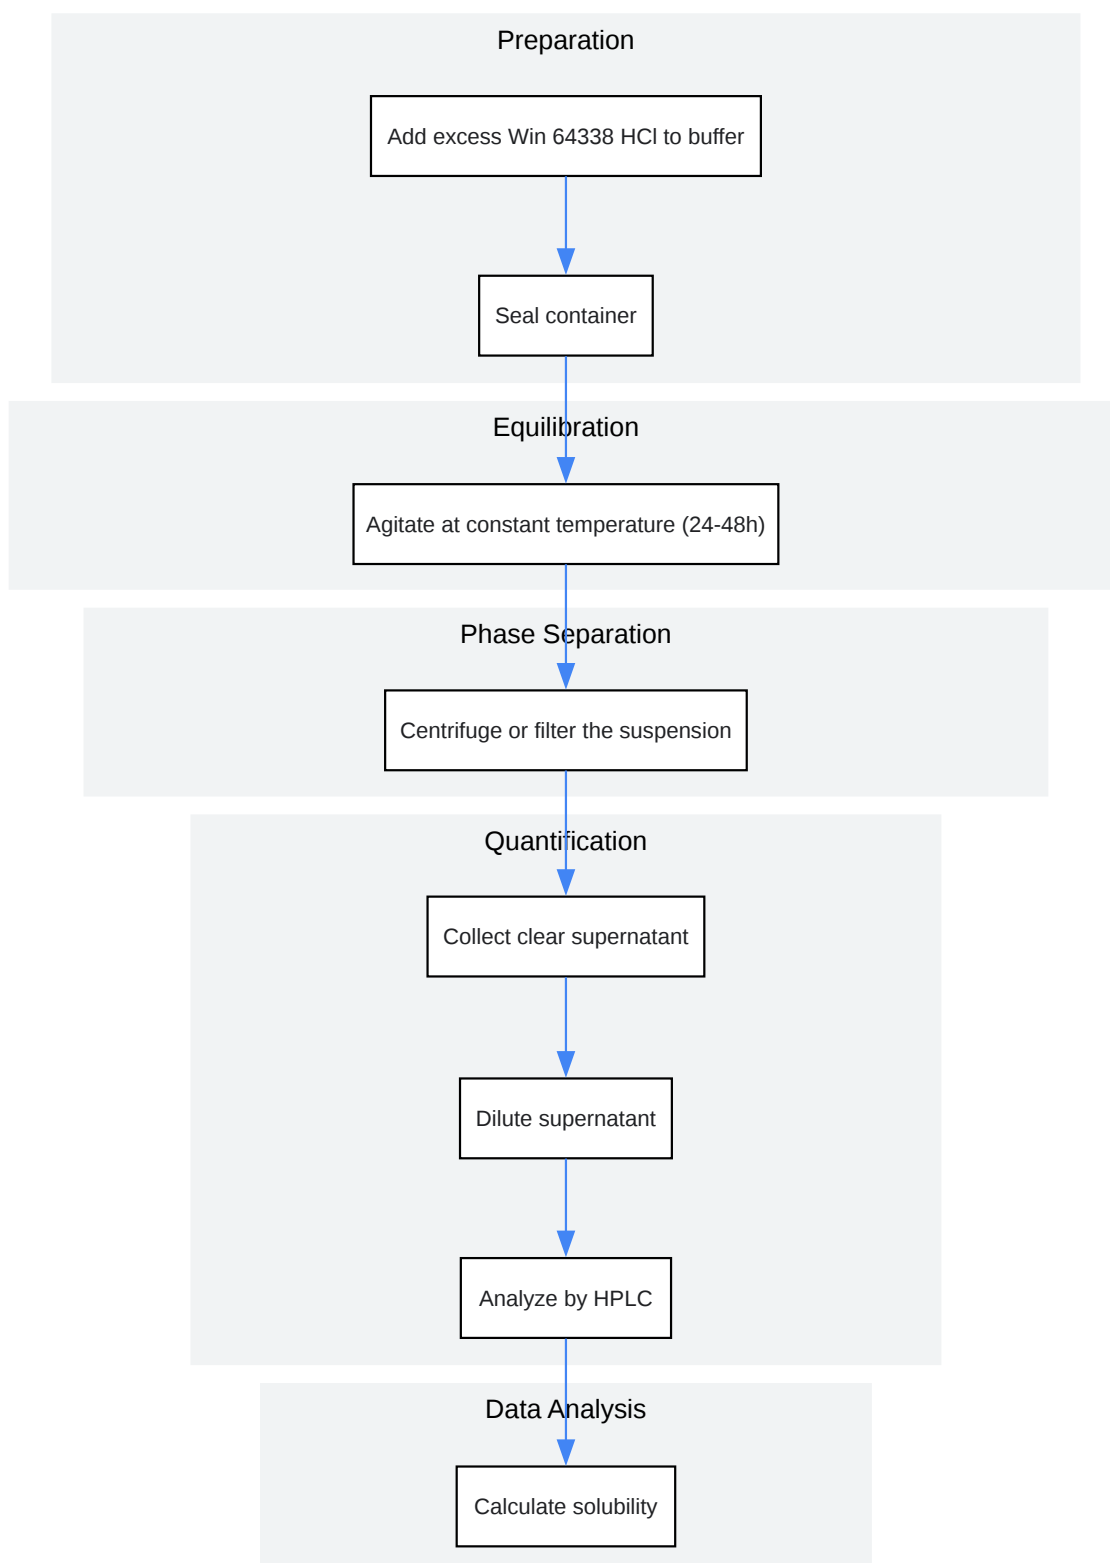 Preparation
Add excess Win 64338 HCl to buffer
Seal container
Equilibration
Agitate at constant temperature (24-48h)
Phase Separation
Centrifuge or filter the suspension
Quantification
Collect clear supernatant
Dilute supernatant
Analyze by HPLC
Data Analysis
Calculate solubility